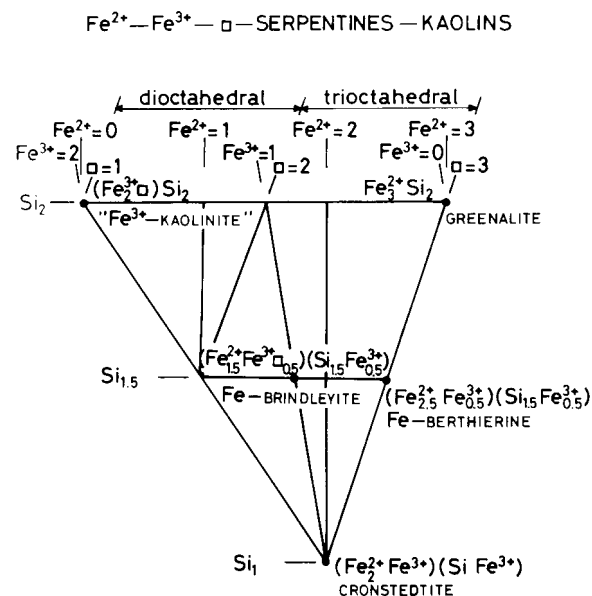 Fe²⁺—Fe³⁺—□—SERPENTINES—KAOLINS
dioctahedral trioctahedral
Fe²⁺=0 Fe²⁺=1 Fe²⁺=2 Fe²⁺=3
Fe³⁺=2 Fe³⁺=1 Fe³⁺=0
□=1 □=2 □=3
Si₂ (Fe₂³⁺□)Si₂ Fe₃²⁺Si₂
"Fe³⁺—KAOLINITE" GREENALITE
(Fe₁.₅²⁺Fe³⁺□₀.₅)(Si₁.₅Fe₀.₅³⁺)
Si₁.₅
Fe—BRINDLEYITE (Fe₂.₅²⁺Fe₀.₅³⁺)(Si₁.₅Fe₀.₅³⁺)
Fe—BERTHIERINE
Si₁ (Fe₂²⁺Fe³⁺)(Si Fe³⁺)
CRONSTEDTITE